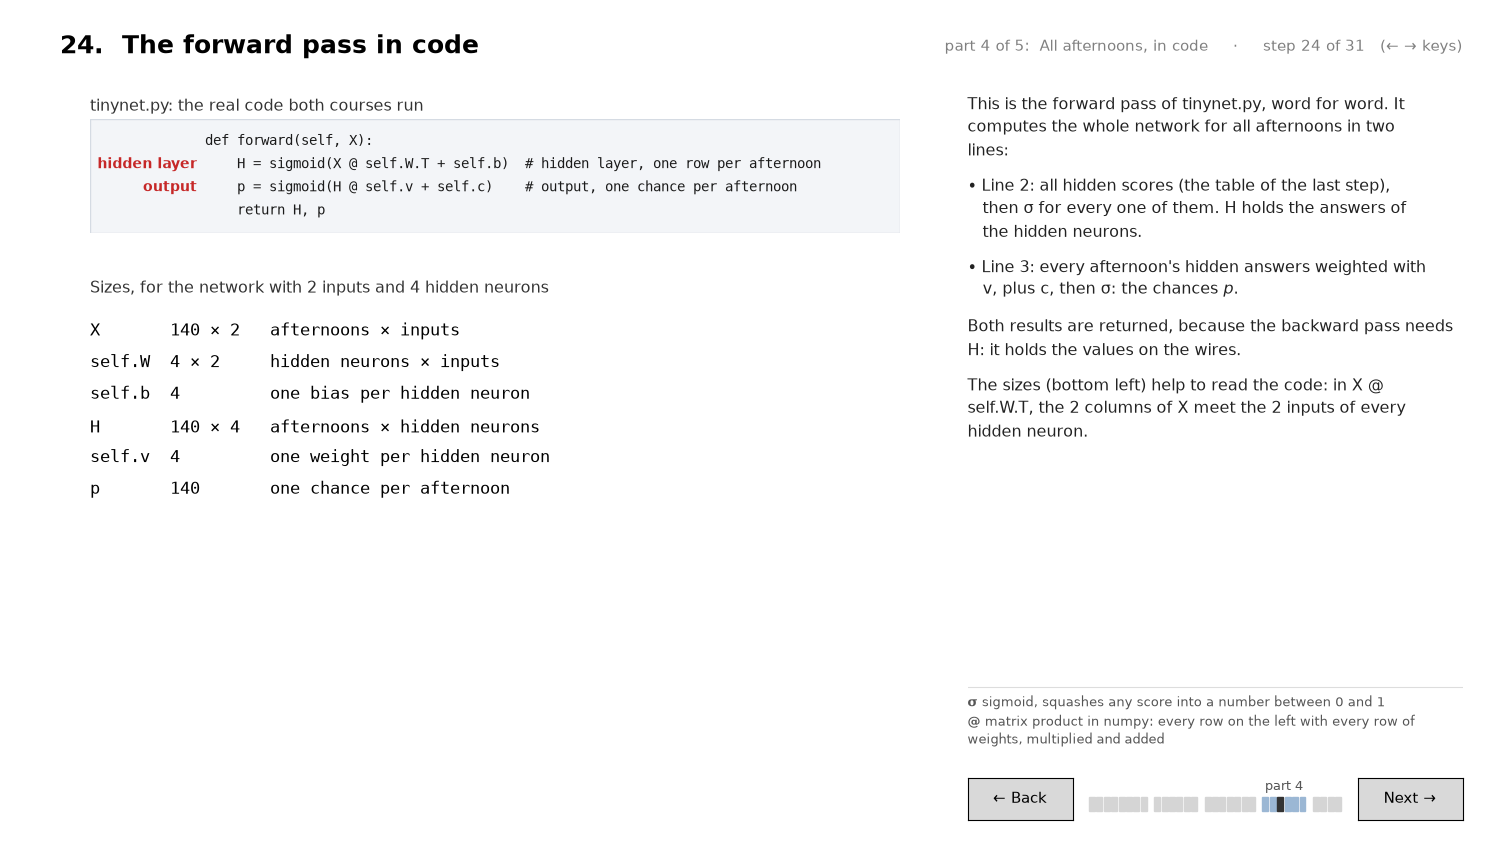 24.  The forward pass in code
part 4 of 5:  All afternoons, in code    ·    step 24 of 31   (← → keys)
tinynet.py: the real code both courses run
def forward(self, X):
hidden layer    H = sigmoid(X @ self.W.T + self.b)  # hidden layer, one row per afternoon
output    p = sigmoid(H @ self.v + self.c)    # output, one chance per afternoon
return H, p
Sizes, for the network with 2 inputs and 4 hidden neurons
X       140 × 2   afternoons × inputs
self.W  4 × 2     hidden neurons × inputs
self.b  4         one bias per hidden neuron
H       140 × 4   afternoons × hidden neurons
self.v  4         one weight per hidden neuron
p       140       one chance per afternoon
This is the forward pass of tinynet.py, word for word. It
computes the whole network for all afternoons in two
lines:
• Line 2: all hidden scores (the table of the last step),
then σ for every one of them. H holds the answers of
the hidden neurons.
• Line 3: every afternoon's hidden answers weighted with
v, plus c, then σ: the chances p.
Both results are returned, because the backward pass needs
H: it holds the values on the wires.
The sizes (bottom left) help to read the code: in X @
self.W.T, the 2 columns of X meet the 2 inputs of every
hidden neuron.
σ sigmoid, squashes any score into a number between 0 and 1
@ matrix product in numpy: every row on the left with every row of
weights, multiplied and added
part 4
← Back
Next →